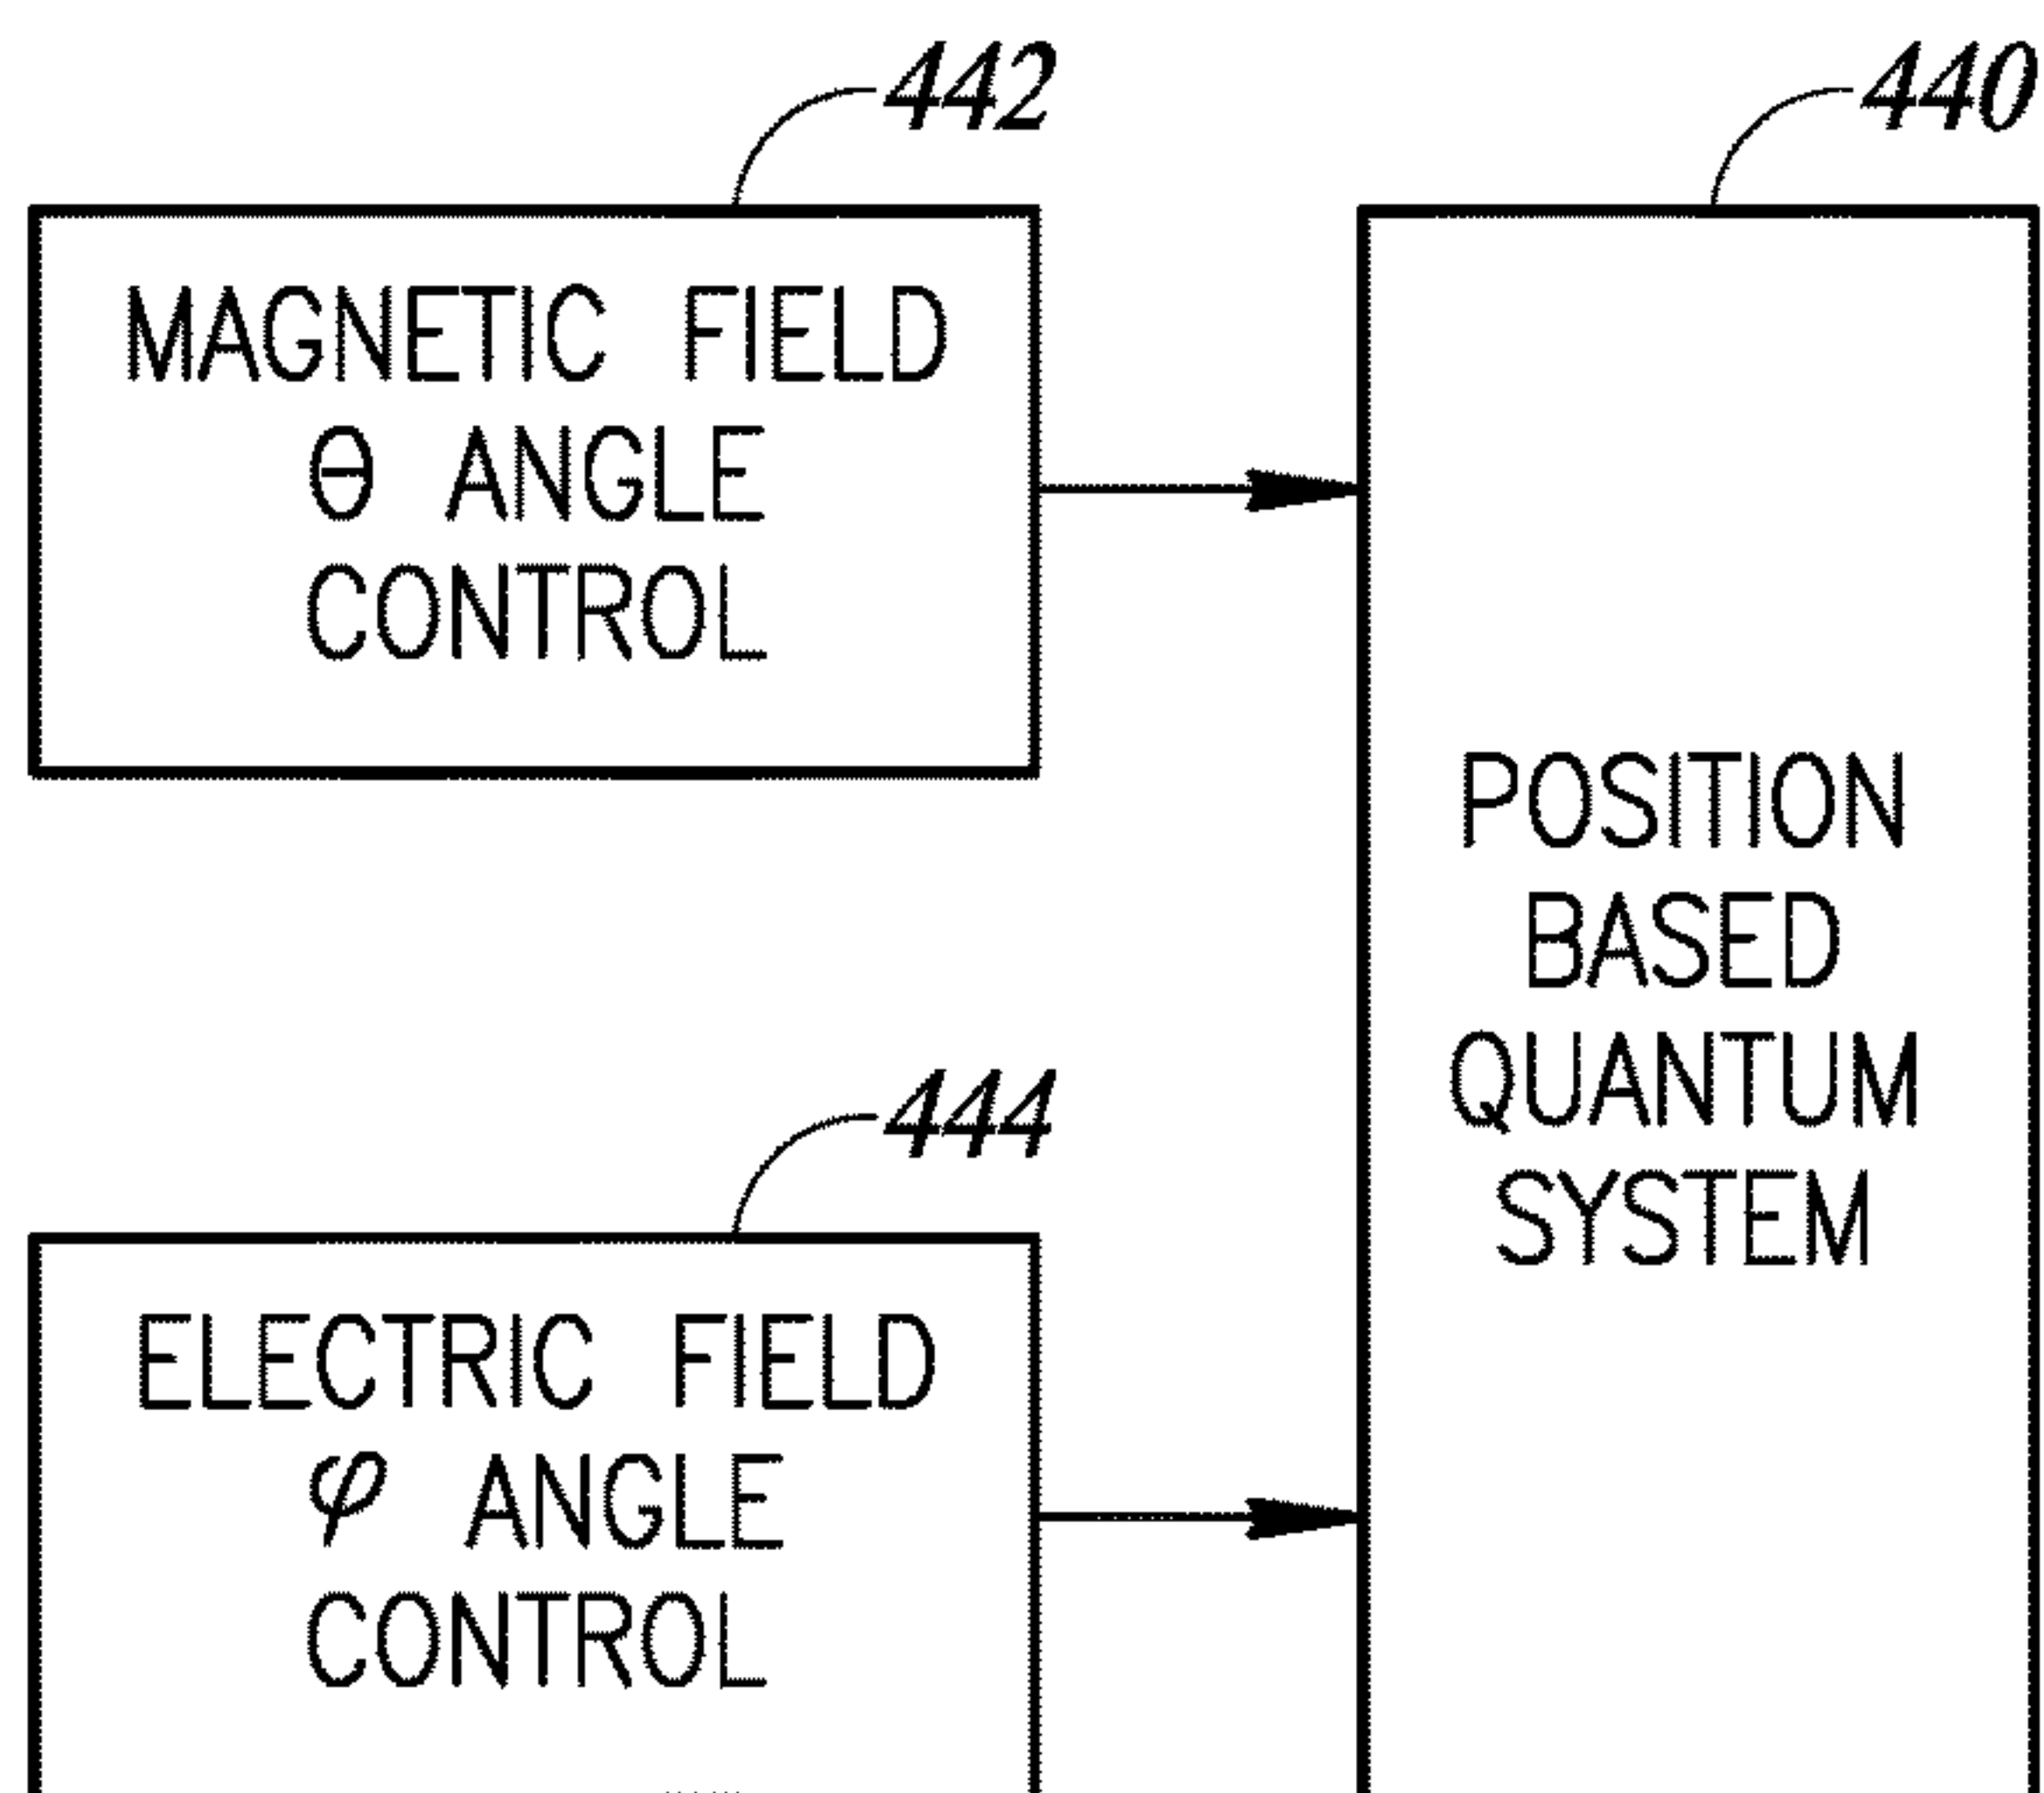 442
440
MAGNETIC FIELD
θ ANGLE
CONTROL
POSITION
BASED
QUANTUM
SYSTEM
444
ELECTRIC FIELD
φ ANGLE
CONTROL